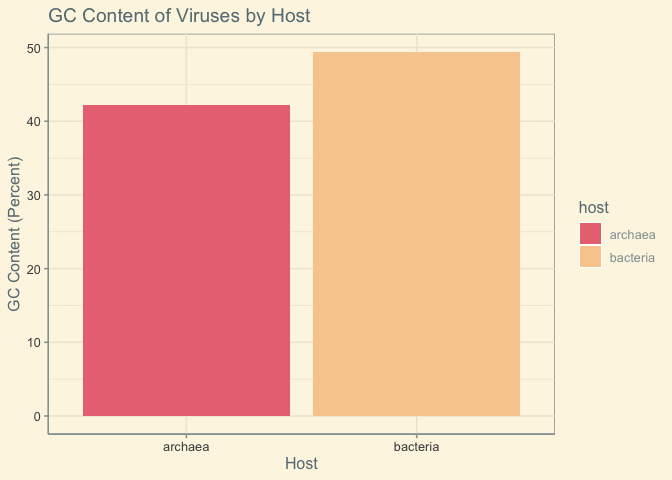 GC Content of Viruses by Host
GC Content (Percent)
50
40
30
20
10
0
archaea
bacteria
Host
host
archaea
bacteria